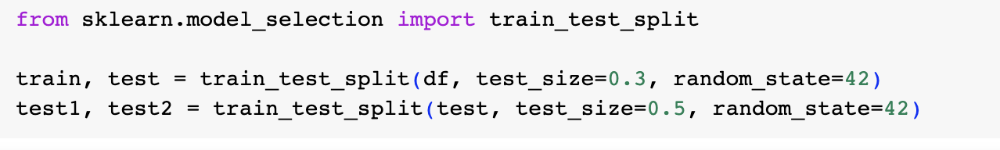 from sklearn.model_selection import train_test_split
train, test = train_test_split(df, test_size=0.3, random_state=42)
test1, test2 = train_test_split(test, test_size=0.5, random_state=42)